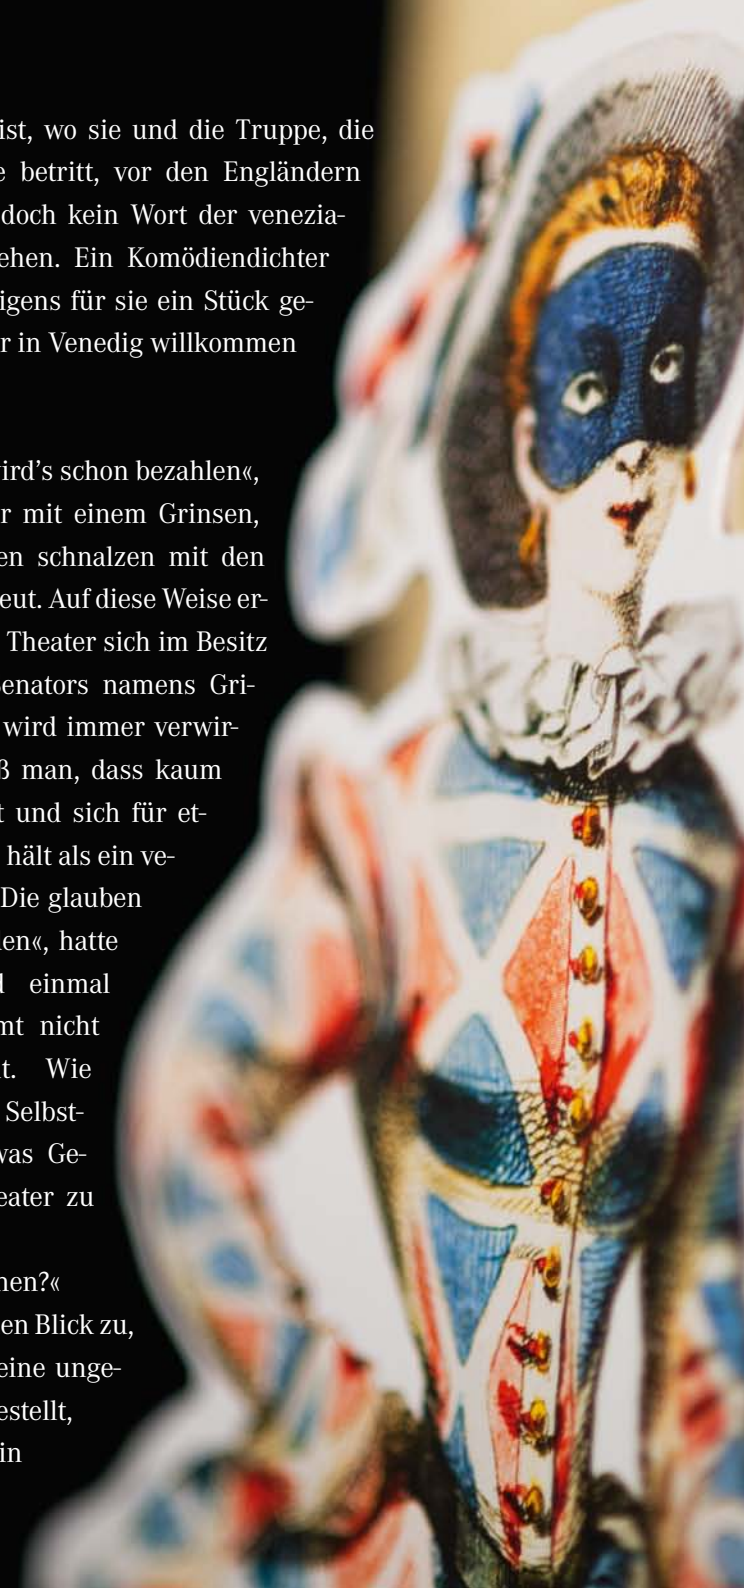 ist, wo sie und die Truppe, die
betritt, vor den Engländern
doch kein Wort der venezia-
ehen. Ein Komödiendichter
igens für sie ein Stück ge-
r in Venedig willkommen
wird's schon bezahlen«,
r mit einem Grinsen,
en schnalzen mit den
eut. Auf diese Weise er-
Theater sich im Besitz
Senators namens Gri-
wird immer verwir-
ß man, dass kaum
t und sich für et-
hält als ein ve-
Die glauben
len«, hatte
einmal
mt nicht
t. Wie
Selbst-
was Ge-
eater zu
hen?«
en Blick zu,
eine unge-
estellt,
in